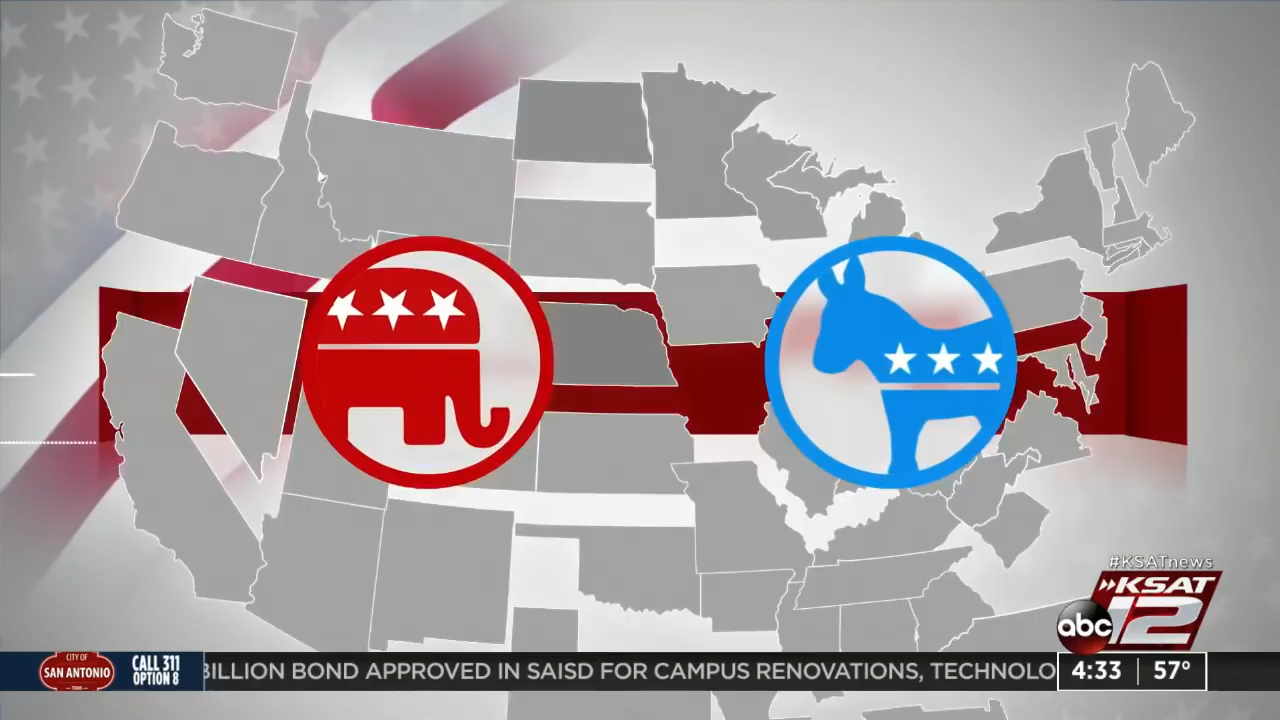 #KSATnews
KSAT
abc 12
CITY OF
SAN ANTONIO
TEXAS
CALL 311
OPTION 8
BILLION BOND APPROVED IN SAISD FOR CAMPUS RENOVATIONS, TECHNOLO
4:33 57°